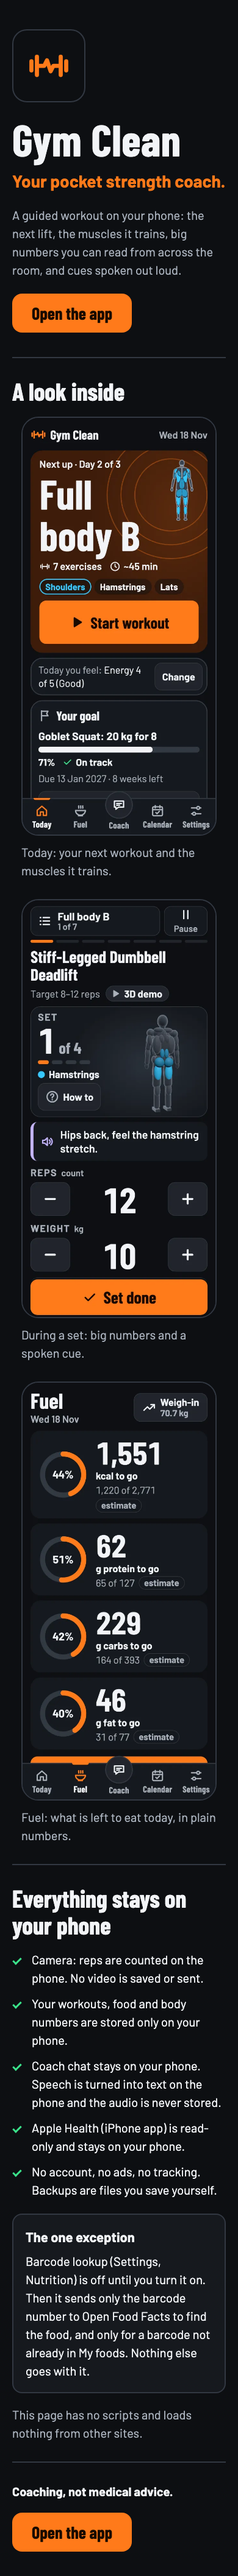 Gym Clean
Your pocket strength coach.
A guided workout on your phone: the
next lift, the muscles it trains, big
numbers you can read from across the
room, and cues spoken out loud.
Open the app
A look inside
Gym Clean
Wed 18 Nov
Next up · Day 2 of 3
Full
body B
7 exercises
~45 min
Shoulders
Hamstrings
Lats
Start workout
Today you feel: Energy 4
of 5 (Good)
Change
Your goal
Goblet Squat: 20 kg for 8
71%
On track
Due 13 Jan 2027 · 8 weeks left
Today
Fuel
Coach
Calendar
Settings
Today: your next workout and the
muscles it trains.
Full body B
1 of 7
Pause
Stiff-Legged Dumbbell
Deadlift
Target 8–12 reps
3D demo
SET
1 of 4
Hamstrings
How to
Hips back, feel the hamstring
stretch.
REPS count
12
WEIGHT kg
10
Set done
During a set: big numbers and a
spoken cue.
Fuel
Wed 18 Nov
Weigh-in
70.7 kg
44%
1,551
kcal to go
1,220 of 2,771
estimate
51%
62
g protein to go
65 of 127
estimate
42%
229
g carbs to go
164 of 393
estimate
40%
46
g fat to go
31 of 77
estimate
Today
Fuel
Coach
Calendar
Settings
Fuel: what is left to eat today, in plain
numbers.
Everything stays on
your phone
Camera: reps are counted on the
phone. No video is saved or sent.
Your workouts, food and body
numbers are stored only on your
phone.
Coach chat stays on your phone.
Speech is turned into text on the
phone and the audio is never stored.
Apple Health (iPhone app) is read-
only and stays on your phone.
No account, no ads, no tracking.
Backups are files you save yourself.
The one exception
Barcode lookup (Settings,
Nutrition) is off until you turn it on.
Then it sends only the barcode
number to Open Food Facts to find
the food, and only for a barcode not
already in My foods. Nothing else
goes with it.
This page has no scripts and loads
nothing from other sites.
Coaching, not medical advice.
Open the app